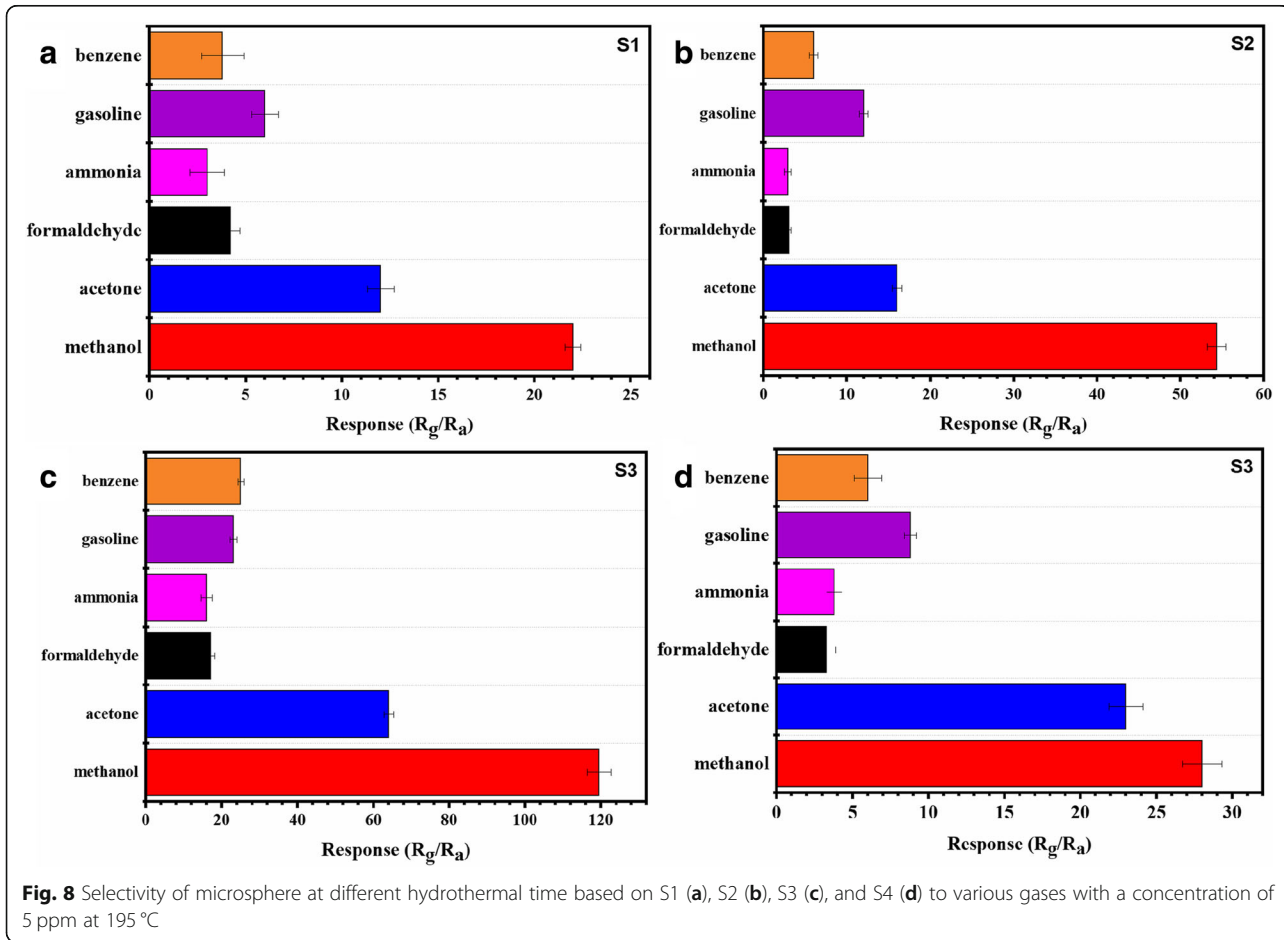 a
S1
benzene
gasoline
ammonia
formaldehyde
acetone
methanol
0 5 10 15 20 25
Response (Rg/Ra)
b
S2
benzene
gasoline
ammonia
formaldehyde
acetone
methanol
0 10 20 30 40 50 60
Response (Rg/Ra)
c
S3
benzene
gasoline
ammonia
formaldehyde
acetone
methanol
0 20 40 60 80 100 120
Response (Rg/Ra)
d
S3
benzene
gasoline
ammonia
formaldehyde
acetone
methanol
0 5 10 15 20 25 30
Response (Rg/Ra)
Fig. 8 Selectivity of microsphere at different hydrothermal time based on S1 (a), S2 (b), S3 (c), and S4 (d) to various gases with a concentration of
5 ppm at 195 °C